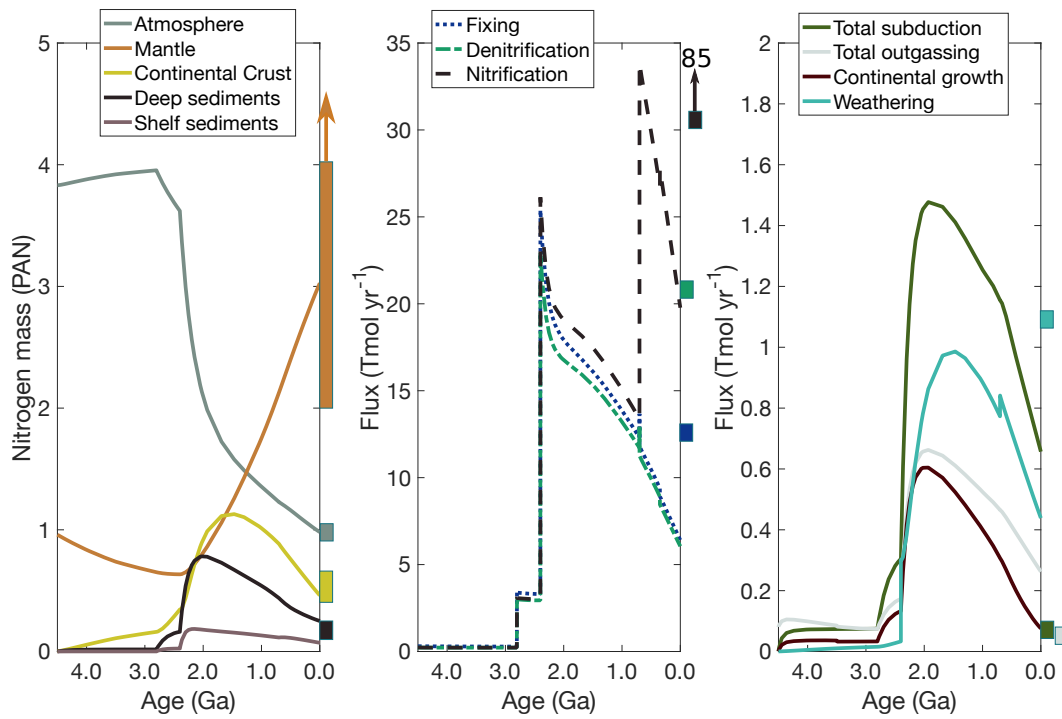 Atmosphere
Mantle
Continental Crust
Deep sediments
Shelf sediments
5
4
3
2
1
0
Nitrogen mass (PAN)
4.0 3.0 2.0 1.0 0.0
Age (Ga)
Fixing
Denitrification
Nitrification
85
35
30
25
20
15
10
5
0
Flux (Tmol yr⁻¹)
4.0 3.0 2.0 1.0 0.0
Age (Ga)
Total subduction
Total outgassing
Continental growth
Weathering
2
1.8
1.6
1.4
1.2
1
0.8
0.6
0.4
0.2
0
Flux (Tmol yr⁻¹)
4.0 3.0 2.0 1.0 0.0
Age (Ga)